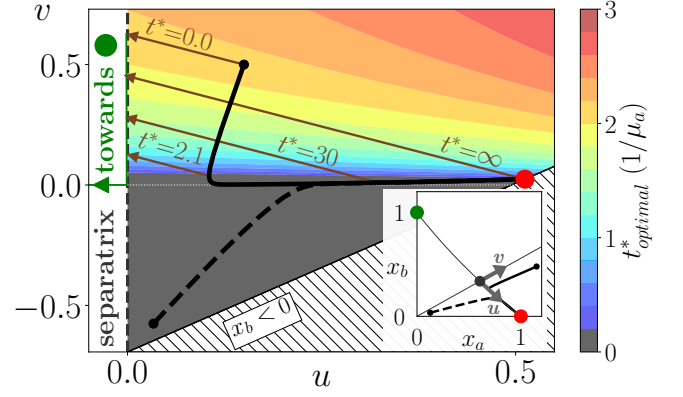 v
0.5
0.0
−0.5
towards
separatrix
t*=0.0
t*=2.1
t*=30
t*=∞
x_b < 0
0.0
u
0.5
1
x_b
0
0
x_a
1
v
u
3
2
1
0
t*_optimal (1/μ_a)